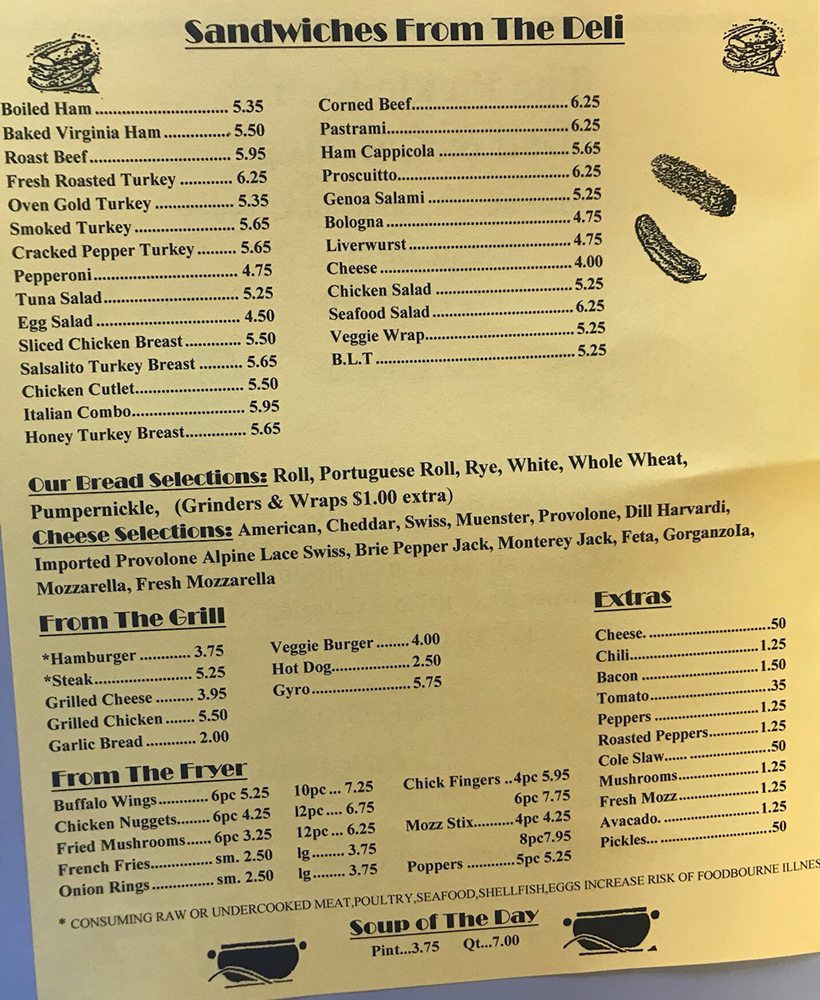 Sandwiches From The Deli
Boiled Ham ............................... 5.35
Baked Virginia Ham ................ 5.50
Roast Beef ................................. 5.95
Fresh Roasted Turkey ............ 6.25
Oven Gold Turkey ................... 5.35
Smoked Turkey ........................ 5.65
Cracked Pepper Turkey ......... 5.65
Pepperoni .................................. 4.75
Tuna Salad ................................ 5.25
Egg Salad .................................. 4.50
Sliced Chicken Breast ............. 5.50
Salsalito Turkey Breast .......... 5.65
Chicken Cutlet .......................... 5.50
Italian Combo ........................... 5.95
Honey Turkey Breast .............. 5.65
Corned Beef ..................................... 6.25
Pastrami ........................................... 6.25
Ham Cappicola .............................. 5.65
Proscuitto ........................................ 6.25
Genoa Salami .................................. 5.25
Bologna ............................................ 4.75
Liverwurst ....................................... 4.75
Cheese .............................................. 4.00
Chicken Salad ................................. 5.25
Seafood Salad .................................. 6.25
Veggie Wrap ................................... 5.25
B.L.T ................................................ 5.25
Our Bread Selections: Roll, Portuguese Roll, Rye, White, Whole Wheat,
Pumpernickle, (Grinders & Wraps $1.00 extra)
Cheese Selections: American, Cheddar, Swiss, Muenster, Provolone, Dill Harvardi,
Imported Provolone Alpine Lace Swiss, Brie Pepper Jack, Monterey Jack, Feta, Gorganzola,
Mozzarella, Fresh Mozzarella
From The Grill
*Hamburger ............ 3.75
*Steak ....................... 5.25
Grilled Cheese ......... 3.95
Grilled Chicken ....... 5.50
Garlic Bread ............ 2.00
Veggie Burger ........ 4.00
Hot Dog ................... 2.50
Gyro ........................ 5.75
Extras
Cheese. ............................. .50
Chili ................................ 1.25
Bacon .............................. 1.50
Tomato ............................. .35
Peppers .......................... 1.25
Roasted Peppers ............ 1.25
Cole Slaw...... ....................... .50
Mushrooms ................... 1.25
Fresh Mozz .................... 1.25
Avacado. ........................ 1.25
Pickles... ........................... .50
From The Fryer
Buffalo Wings ............ 6pc 5.25 10pc ... 7.25
Chicken Nuggets ....... 6pc 4.25 12pc .... 6.75
Fried Mushrooms ...... 6pc 3.25 12pc ... 6.25
French Fries ............... sm. 2.50 lg ........ 3.75
Onion Rings ............... sm. 2.50 lg ........ 3.75
Chick Fingers ..4pc 5.95
6pc 7.75
Mozz Stix..........4pc 4.25
8pc7.95
Poppers ............5pc 5.25
* CONSUMING RAW OR UNDERCOOKED MEAT,POULTRY,SEAFOOD,SHELLFISH,EGGS INCREASE RISK OF FOODBOURNE ILLNES
Soup of The Day
Pint...3.75 Qt...7.00